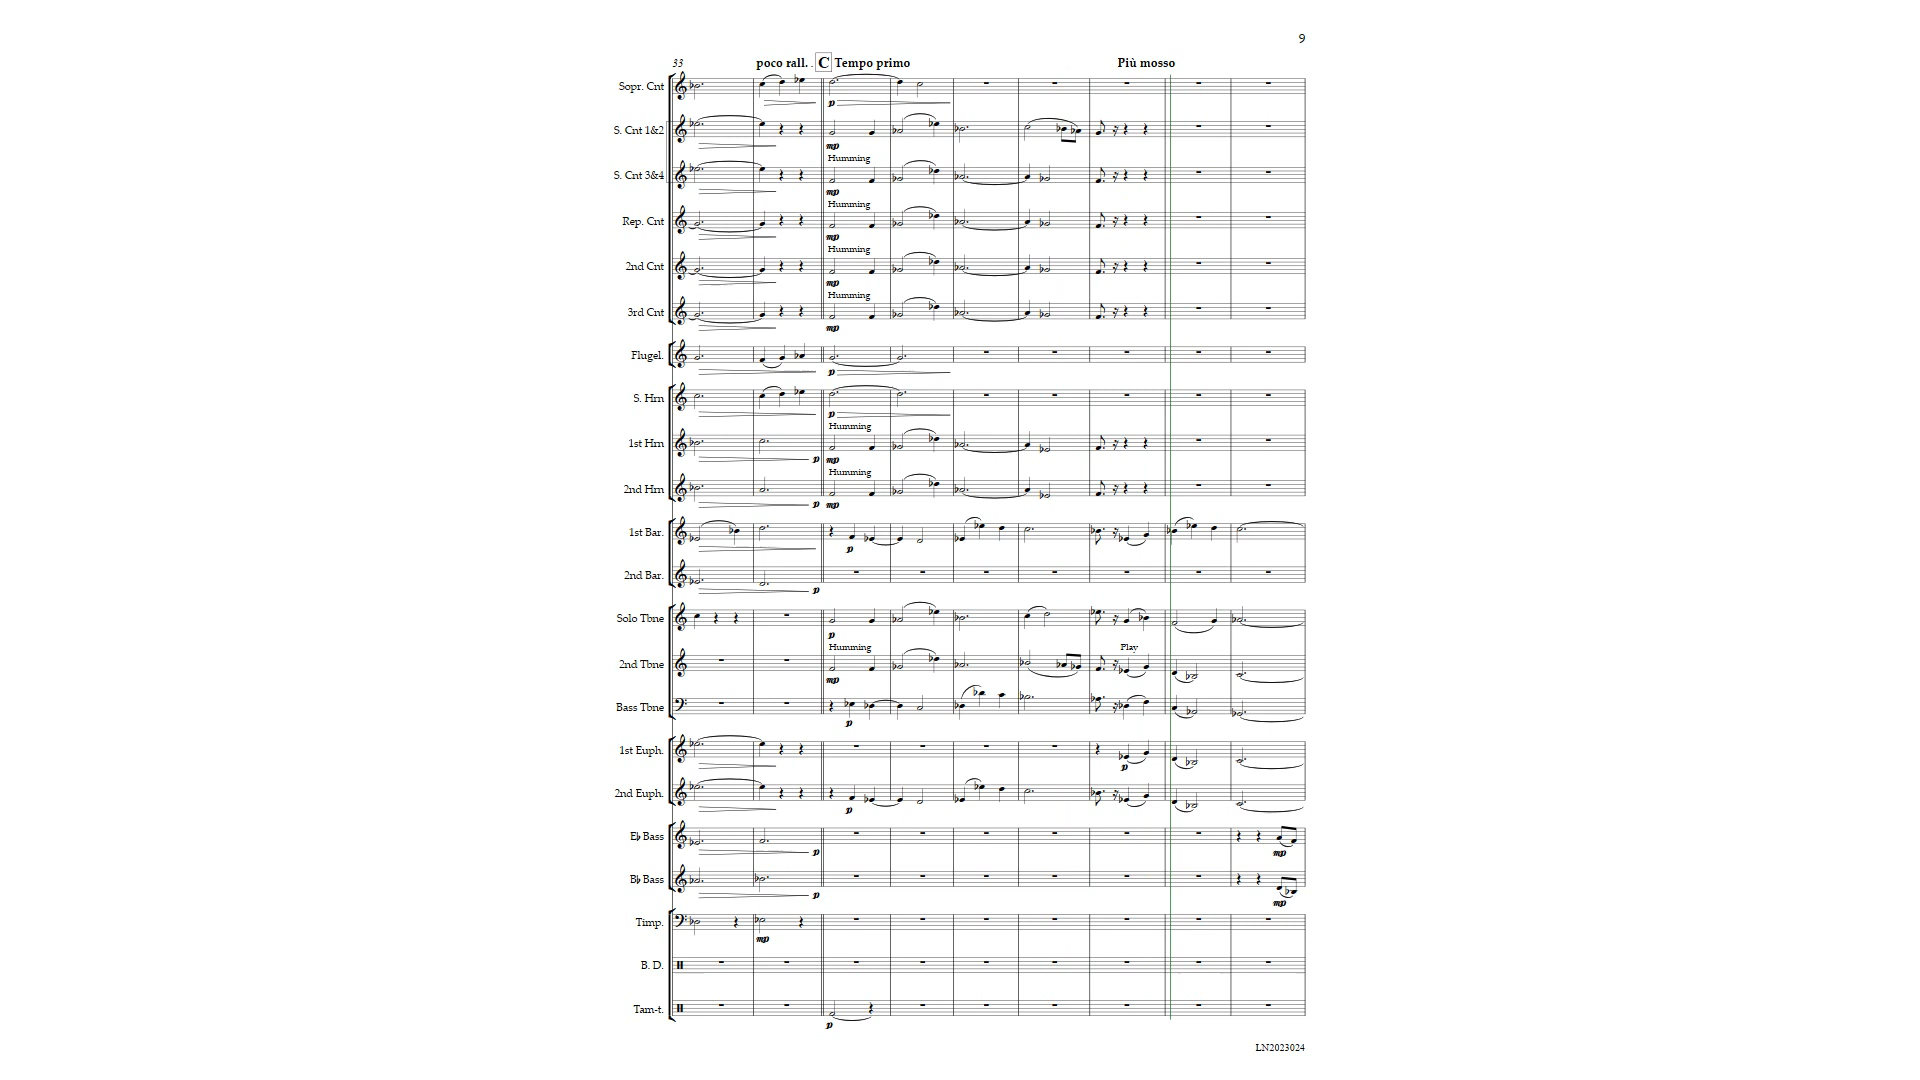 9
33 poco rall. . C Tempo primo Più mosso
Sopr. Cnt
p
S. Cnt 1&2
mp
Humming
S. Cnt 3&4
mp
Humming
Rep. Cnt
mp
Humming
2nd Cnt
mp
Humming
3rd Cnt
mp
Flugel.
p
S. Hrn
p
Humming
1st Hrn
p mp
Humming
2nd Hrn
p mp
1st Bar.
p
2nd Bar.
p
Solo Tbne
p
Humming Play
2nd Tbne
mp
Bass Tbne
p
1st Euph.
p
2nd Euph.
p
E♭ Bass
p mp
B♭ Bass
p mp
Timp.
mp
B. D.
Tam-t.
p
LN2023024